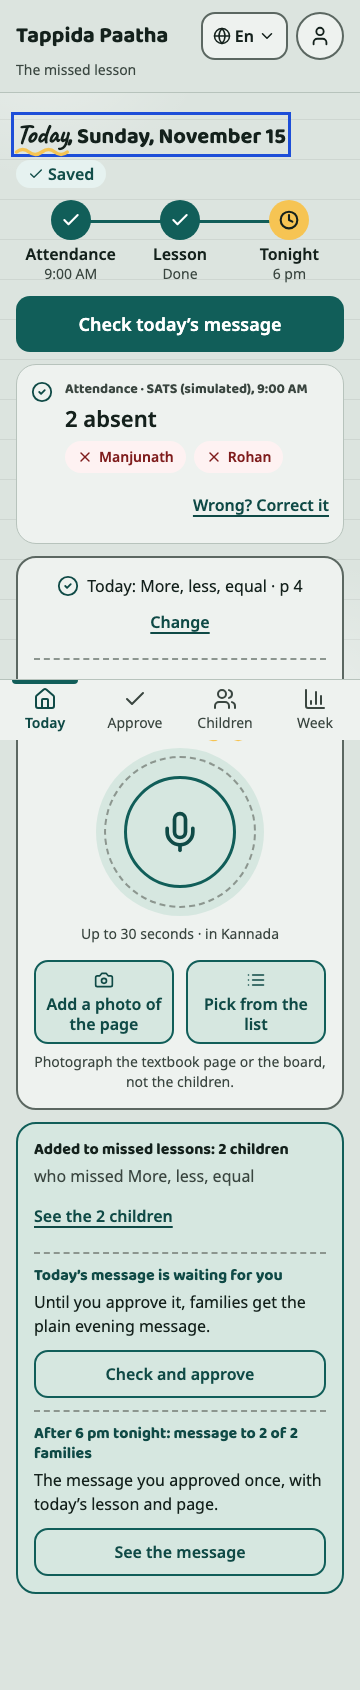 Tappida Paatha
En
The missed lesson
Today, Sunday, November 15
Saved
Attendance
9:00 AM
Lesson
Done
Tonight
6 pm
Check today's message
Attendance · SATS (simulated), 9:00 AM
2 absent
Manjunath
Rohan
Wrong? Correct it
Today: More, less, equal · p 4
Change
Today
Approve
Children
Week
Up to 30 seconds · in Kannada
Add a photo of
the page
Pick from the
list
Photograph the textbook page or the board,
not the children.
Added to missed lessons: 2 children
who missed More, less, equal
See the 2 children
Today's message is waiting for you
Until you approve it, families get the
plain evening message.
Check and approve
After 6 pm tonight: message to 2 of 2
families
The message you approved once, with
today's lesson and page.
See the message